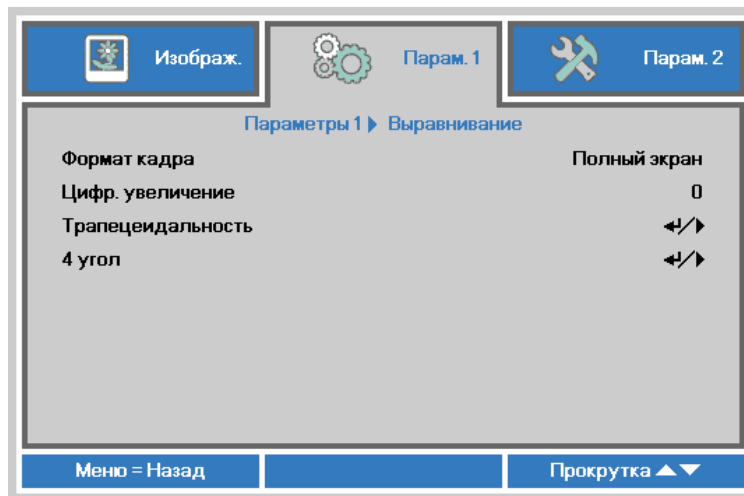 Изображ.
Парам. 1
Парам. 2
Параметры 1 ▶ Выравнивание
Формат кадра Полный экран
Цифр. увеличение 0
Трапецеидальность ↵/▶
4 угол ↵/▶
Меню = Назад
Прокрутка ▲▼